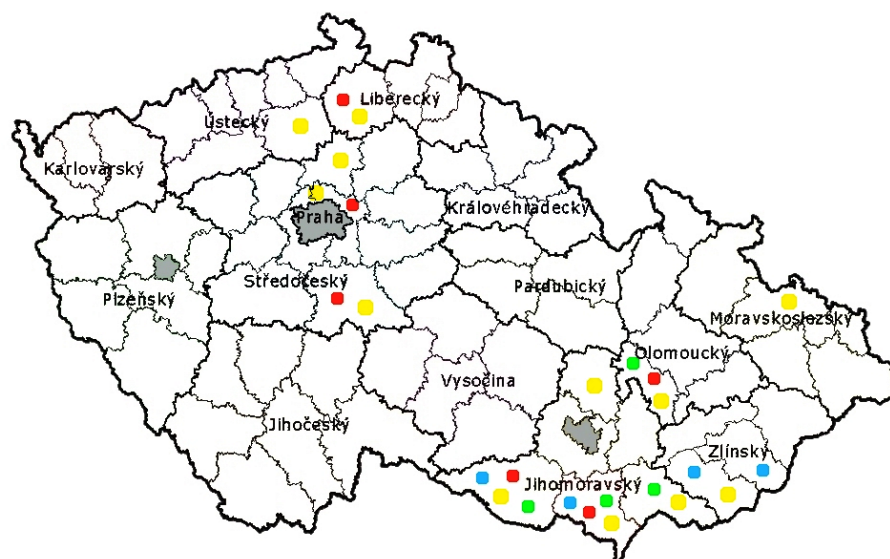 Liberecký
Ústecký
Karlovarský
Praha
Královéhradecký
Středočeský
Plzeňský
Pardubický
Moravskoslezský
Olomoucký
Vysočina
Jihočeský
Zlínský
Jihomoravský